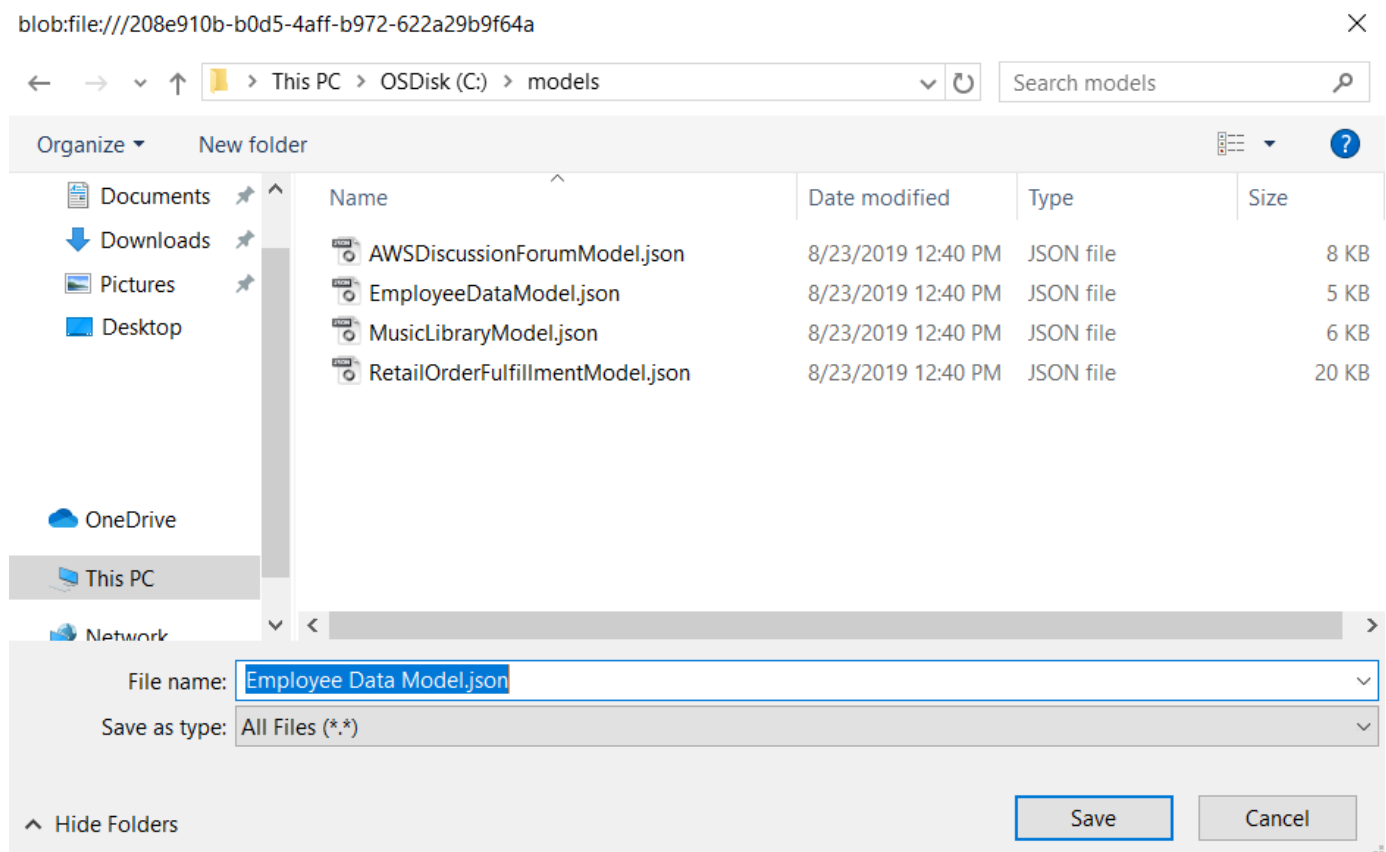 blob:file:///208e910b-b0d5-4aff-b972-622a29b9f64a
This PC > OSDisk (C:) > models
Search models
Organize
New folder
?
Documents
Downloads
Pictures
Desktop
OneDrive
This PC
Network
Name Date modified Type Size
AWSDiscussionForumModel.json 8/23/2019 12:40 PM JSON file 8 KB
EmployeeDataModel.json 8/23/2019 12:40 PM JSON file 5 KB
MusicLibraryModel.json 8/23/2019 12:40 PM JSON file 6 KB
RetailOrderFulfillmentModel.json 8/23/2019 12:40 PM JSON file 20 KB
File name: Employee Data Model.json
Save as type: All Files (*.*)
Hide Folders
Save
Cancel